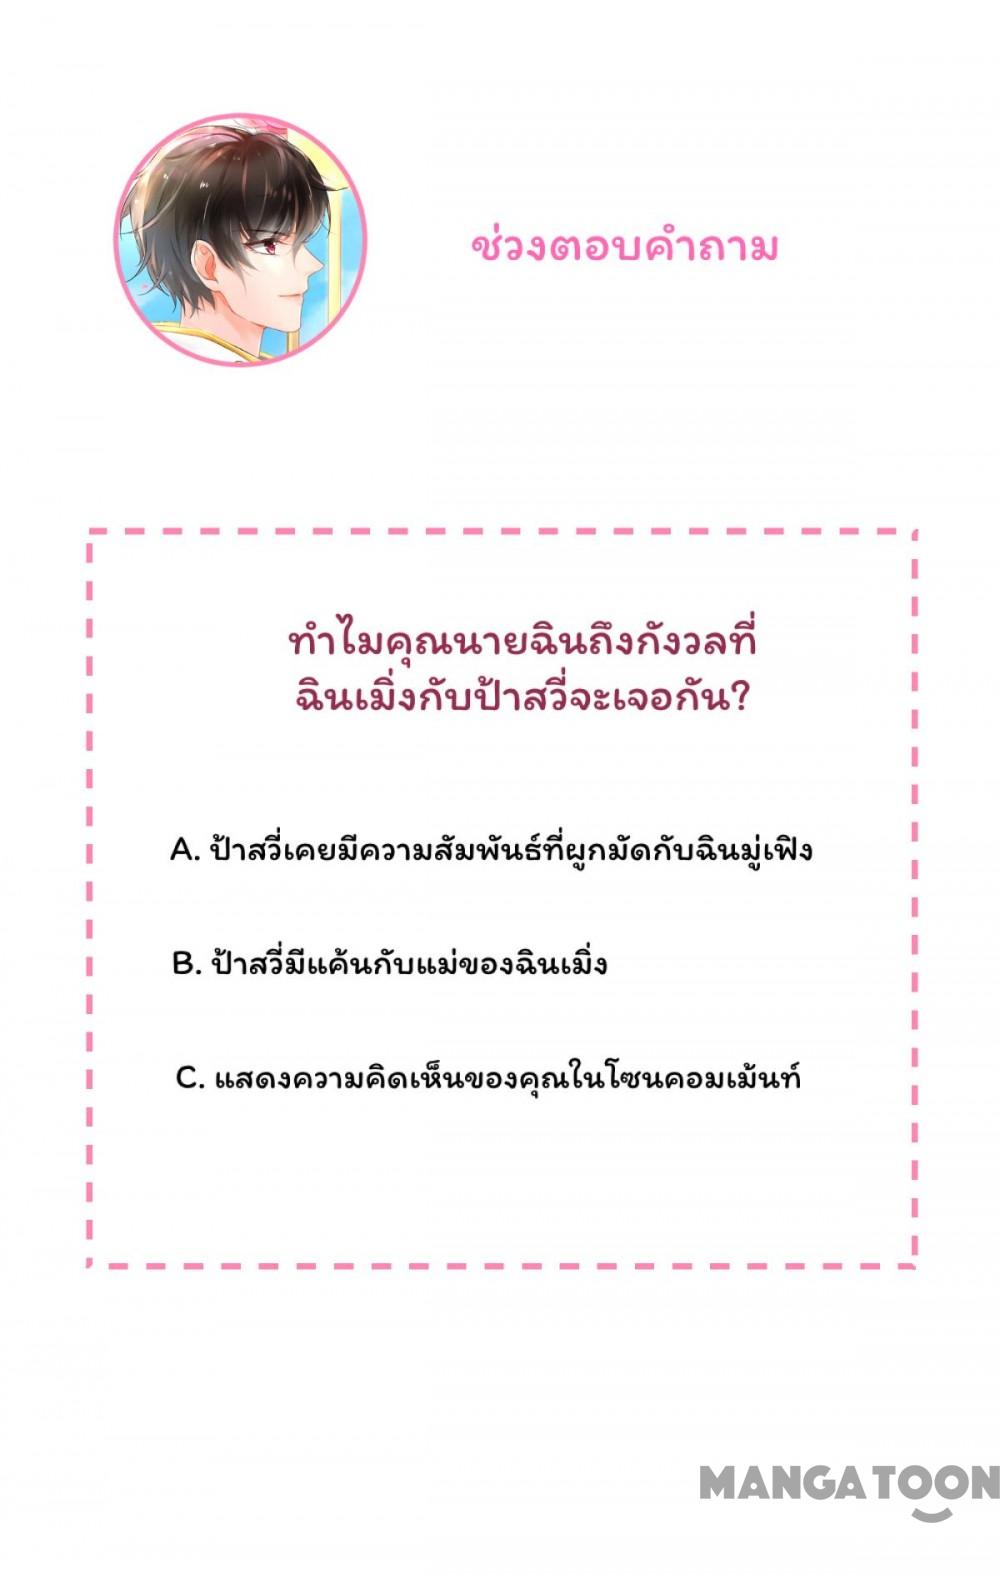 ช่วงตอบคำถาม
ทำไมคุณนายฉินถึงกังวลที่
ฉินเมิ่งกับป้าสวี่จะเจอกัน?
A. ป้าสวี่เคยมีความสัมพันธ์ที่ผูกมัดกับฉินมู่เฟิง
B. ป้าสวี่มีแค้นกับแม่ของฉินเมิ่ง
C. แสดงความคิดเห็นของคุณในโซนคอมเม้นท์
MANGATOON